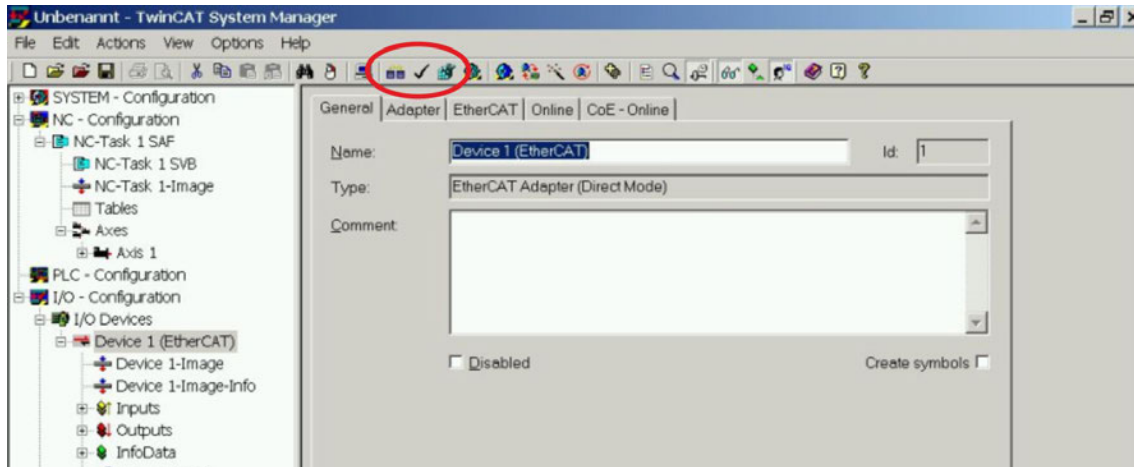 Unbenannt - TwinCAT System Manager
File Edit Actions View Options Help
SYSTEM - Configuration
NC - Configuration
NC-Task 1 SAF
NC-Task 1 SVB
NC-Task 1-Image
Tables
Axes
Axis 1
PLC - Configuration
I/O - Configuration
I/O Devices
Device 1 (EtherCAT)
Device 1-Image
Device 1-Image-Info
Inputs
Outputs
InfoData
General Adapter EtherCAT Online CoE - Online
Name: Device 1 (EtherCAT) Id: 1
Type: EtherCAT Adapter (Direct Mode)
Comment:
Disabled Create symbols